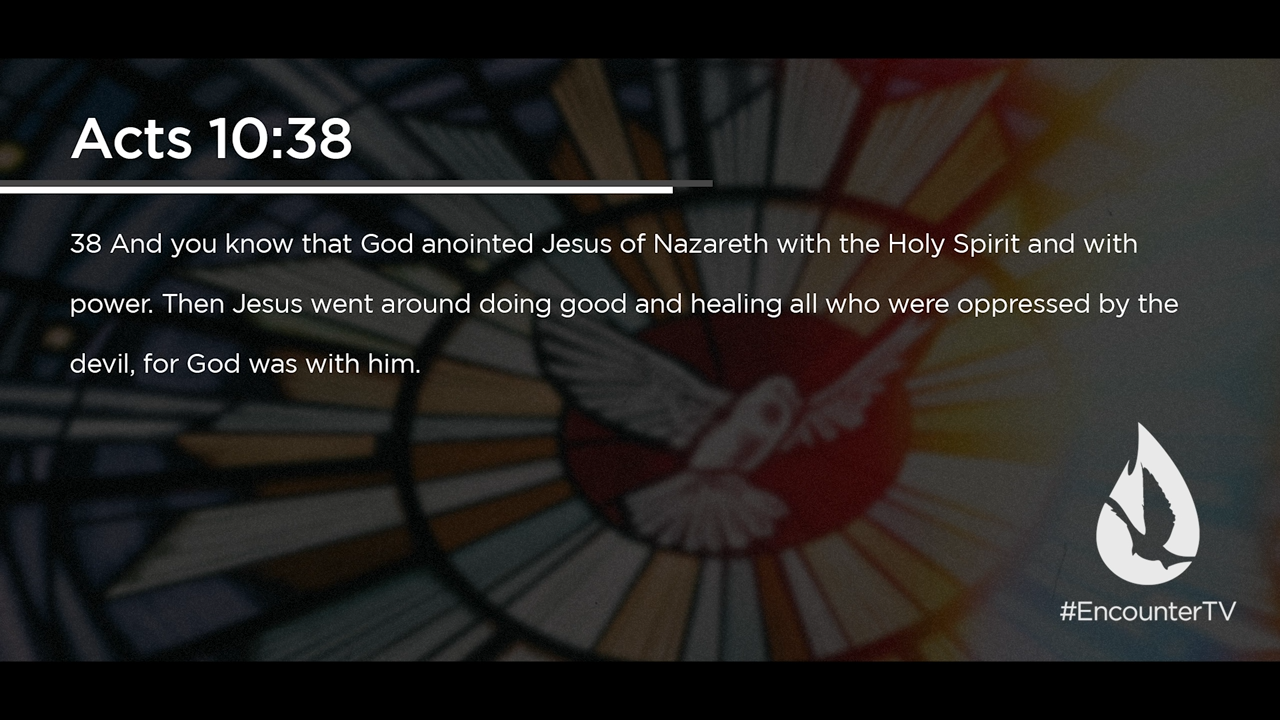 Acts 10:38
38 And you know that God anointed Jesus of Nazareth with the Holy Spirit and with
power. Then Jesus went around doing good and healing all who were oppressed by the
devil, for God was with him.
#EncounterTV